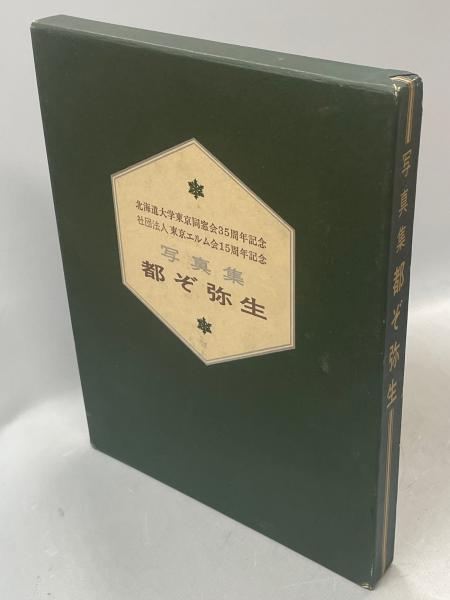 北海道大学東京同窓会35周年記念
社団法人東京エルム会15周年記念
写真集
都ぞ弥生
写真集 都ぞ弥生